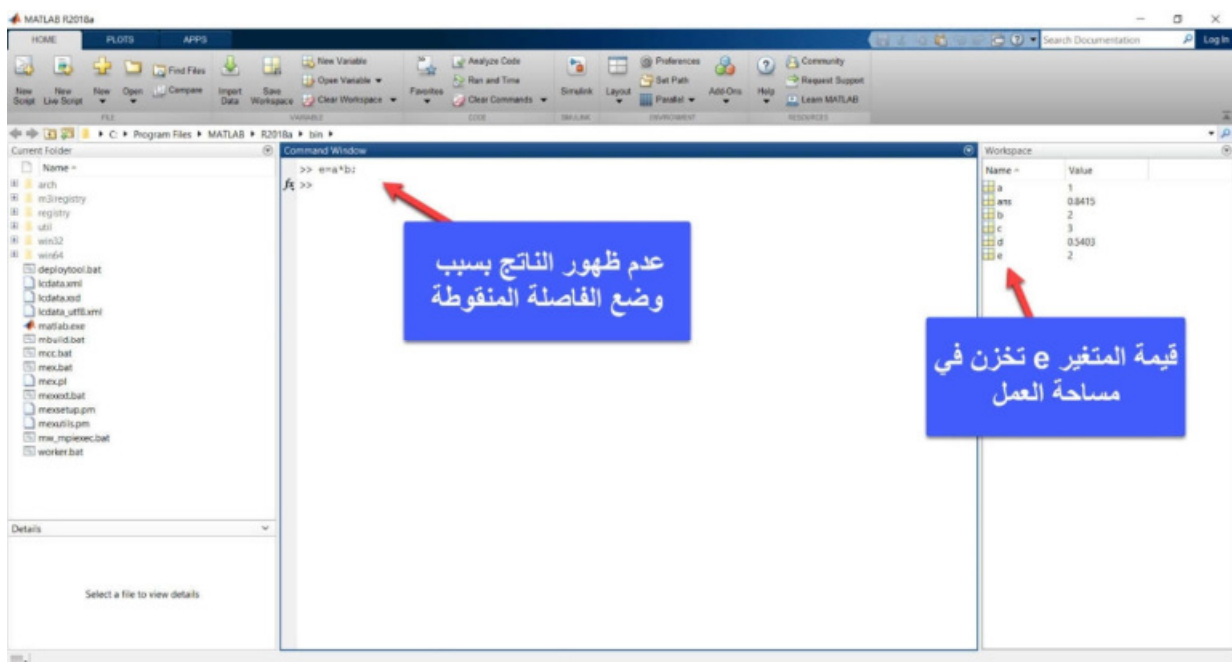 MATLAB R2018a
HOME PLOTS APPS
Search Documentation Log In
New Script
New Live Script
New
Open
Find Files
Compare
Import Data
Save Workspace
New Variable
Open Variable
Clear Workspace
Favorites
Analyze Code
Run and Time
Clear Commands
Simulink
Layout
Preferences
Set Path
Parallel
Add-Ons
Help
Community
Request Support
Learn MATLAB
FILE VARIABLE CODE SIMULINK ENVIRONMENT RESOURCES
C: Program Files MATLAB R2018a bin
Current Folder
Name
arch
m3iregistry
registry
util
win32
win64
deploytool.bat
lcdata.xml
lcdata.xsd
lcdata_utf8.xml
matlab.exe
mbuild.bat
mcc.bat
mex.bat
mex.pl
mexext.bat
mexsetup.pm
mexutils.pm
mw_mpiexec.bat
worker.bat
Details
Select a file to view details
Command Window
>> e=a*b;
fx >>
عدم ظهور الناتج بسبب
وضع الفاصلة المنقوطة
Workspace
Name Value
a 1
ans 0.8415
b 2
c 3
d 0.5403
e 2
قيمة المتغير e تخزن في
مساحة العمل